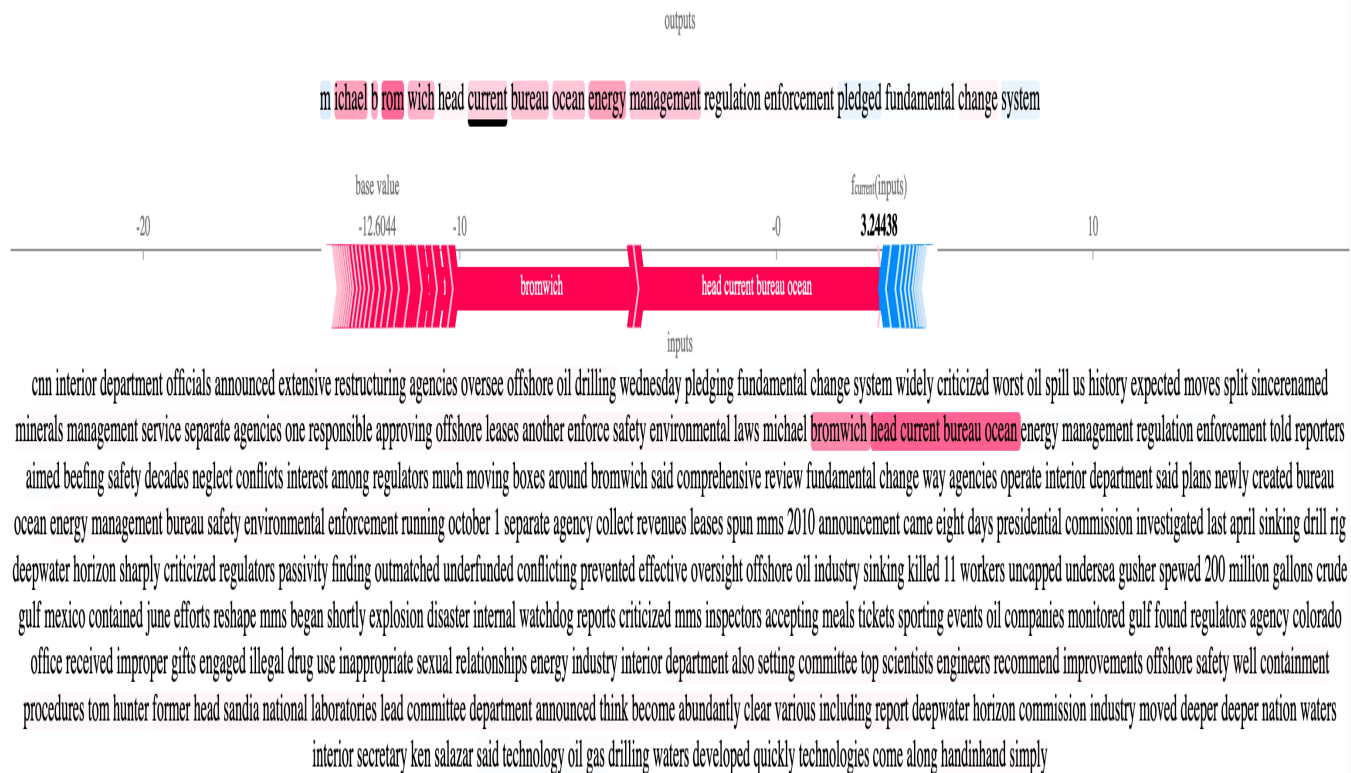 outputs
m ichael b rom wich head current bureau ocean energy management regulation enforcement pledged fundamental change system
base value
fcurrent(inputs)
-20
-12.6044
-10
-0
3.24438
10
bromwich
head current bureau ocean
inputs
cnn interior department officials announced extensive restructuring agencies oversee offshore oil drilling wednesday pledging fundamental change system widely criticized worst oil spill us history expected moves split sincerenamed
minerals management service separate agencies one responsible approving offshore leases another enforce safety environmental laws michael bromwich head current bureau ocean energy management regulation enforcement told reporters
aimed beefing safety decades neglect conflicts interest among regulators much moving boxes around bromwich said comprehensive review fundamental change way agencies operate interior department said plans newly created bureau
ocean energy management bureau safety environmental enforcement running october 1 separate agency collect revenues leases spun mms 2010 announcement came eight days presidential commission investigated last april sinking drill rig
deepwater horizon sharply criticized regulators passivity finding outmatched underfunded conflicting prevented effective oversight offshore oil industry sinking killed 11 workers uncapped undersea gusher spewed 200 million gallons crude
gulf mexico contained june efforts reshape mms began shortly explosion disaster internal watchdog reports criticized mms inspectors accepting meals tickets sporting events oil companies monitored gulf found regulators agency colorado
office received improper gifts engaged illegal drug use inappropriate sexual relationships energy industry interior department also setting committee top scientists engineers recommend improvements offshore safety well containment
procedures tom hunter former head sandia national laboratories lead committee department announced think become abundantly clear various including report deepwater horizon commission industry moved deeper deeper nation waters
interior secretary ken salazar said technology oil gas drilling waters developed quickly technologies come along handinhand simply